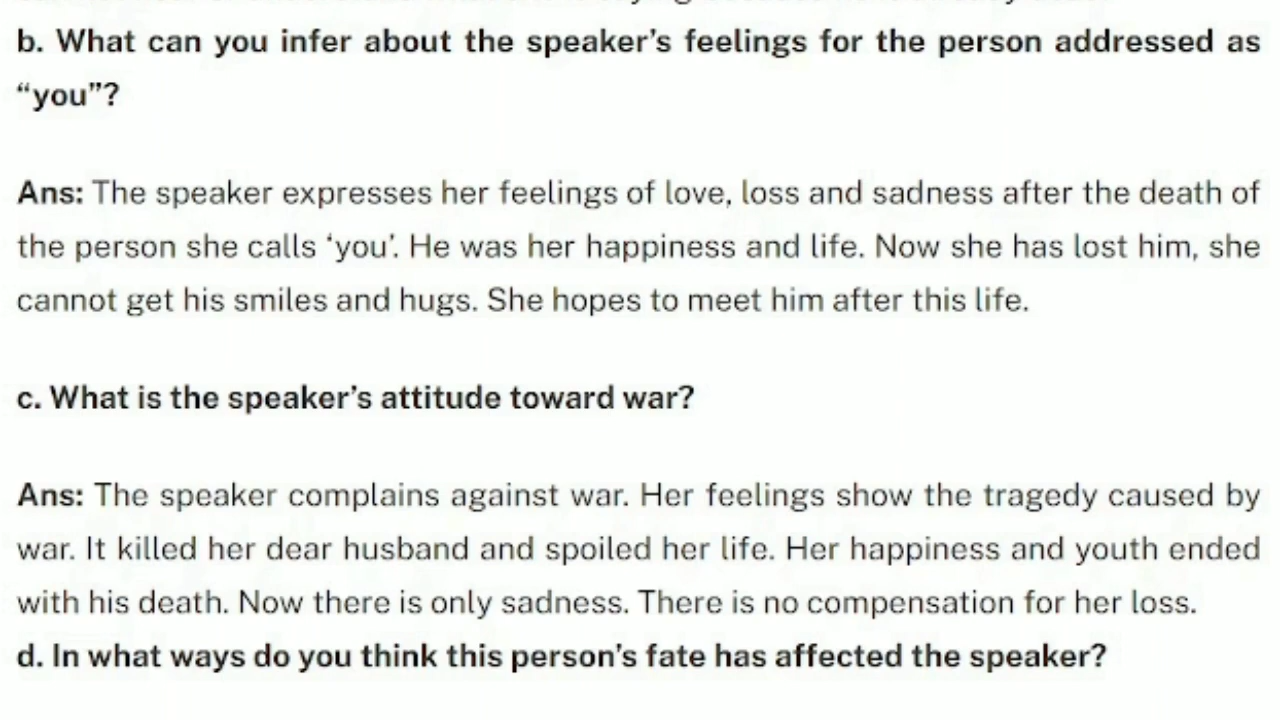 b. What can you infer about the speaker’s feelings for the person addressed as
“you”?
Ans: The speaker expresses her feelings of love, loss and sadness after the death of
the person she calls ‘you’. He was her happiness and life. Now she has lost him, she
cannot get his smiles and hugs. She hopes to meet him after this life.
c. What is the speaker’s attitude toward war?
Ans: The speaker complains against war. Her feelings show the tragedy caused by
war. It killed her dear husband and spoiled her life. Her happiness and youth ended
with his death. Now there is only sadness. There is no compensation for her loss.
d. In what ways do you think this person’s fate has affected the speaker?